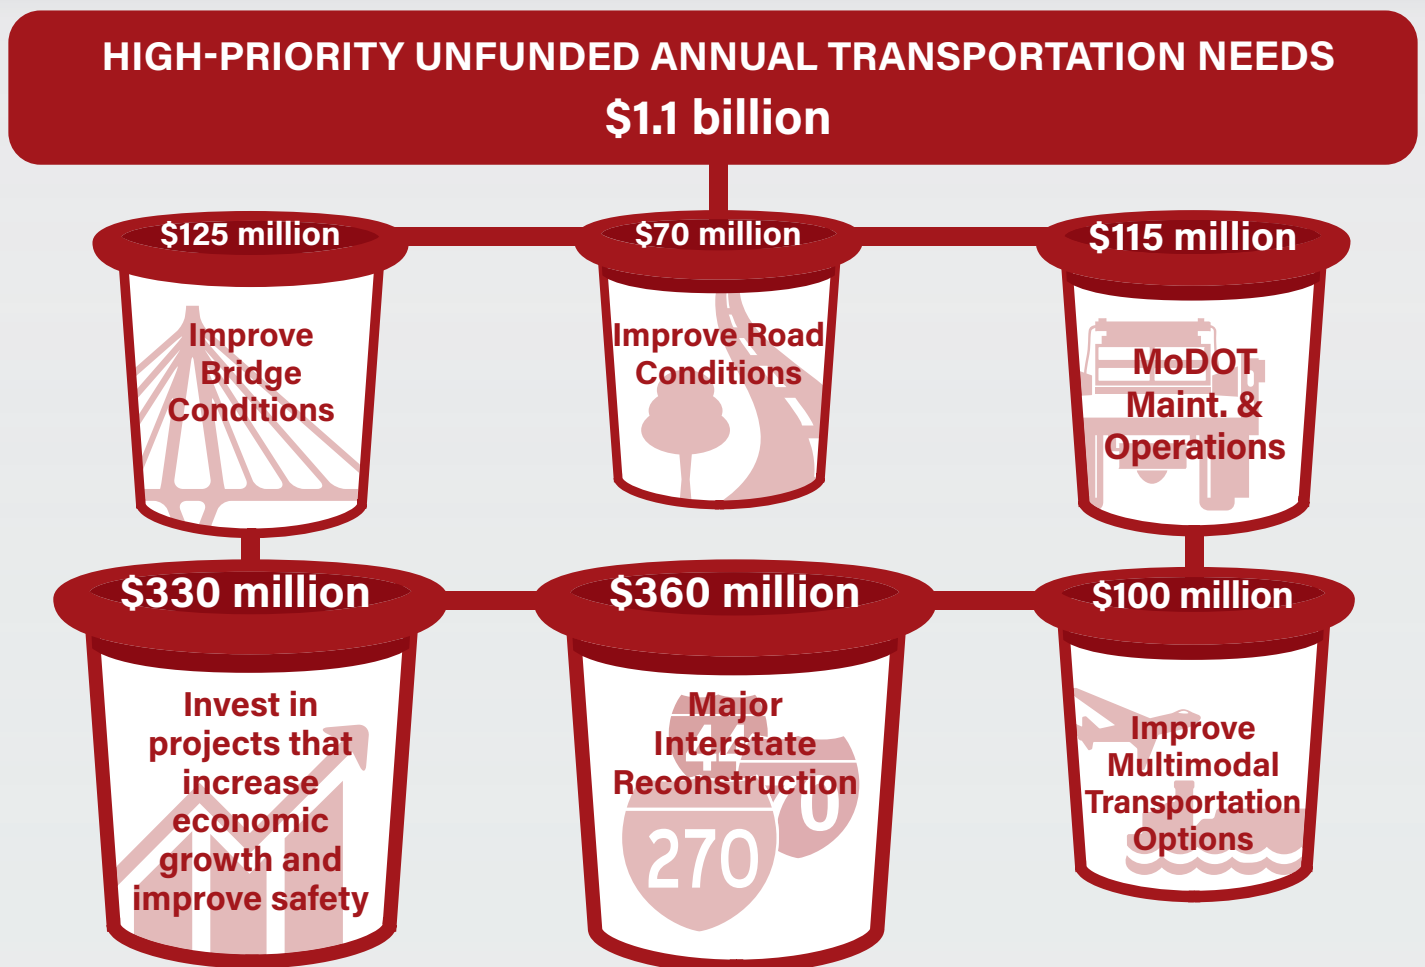 HIGH-PRIORITY UNFUNDED ANNUAL TRANSPORTATION NEEDS
$1.1 billion
$125 million
Improve
Bridge
Conditions
$70 million
Improve Road
Conditions
$115 million
MoDOT
Maint. &
Operations
$330 million
Invest in
projects that
increase
economic
growth and
improve safety
$360 million
Major
Interstate
Reconstruction
44
0
270
$100 million
Improve
Multimodal
Transportation
Options